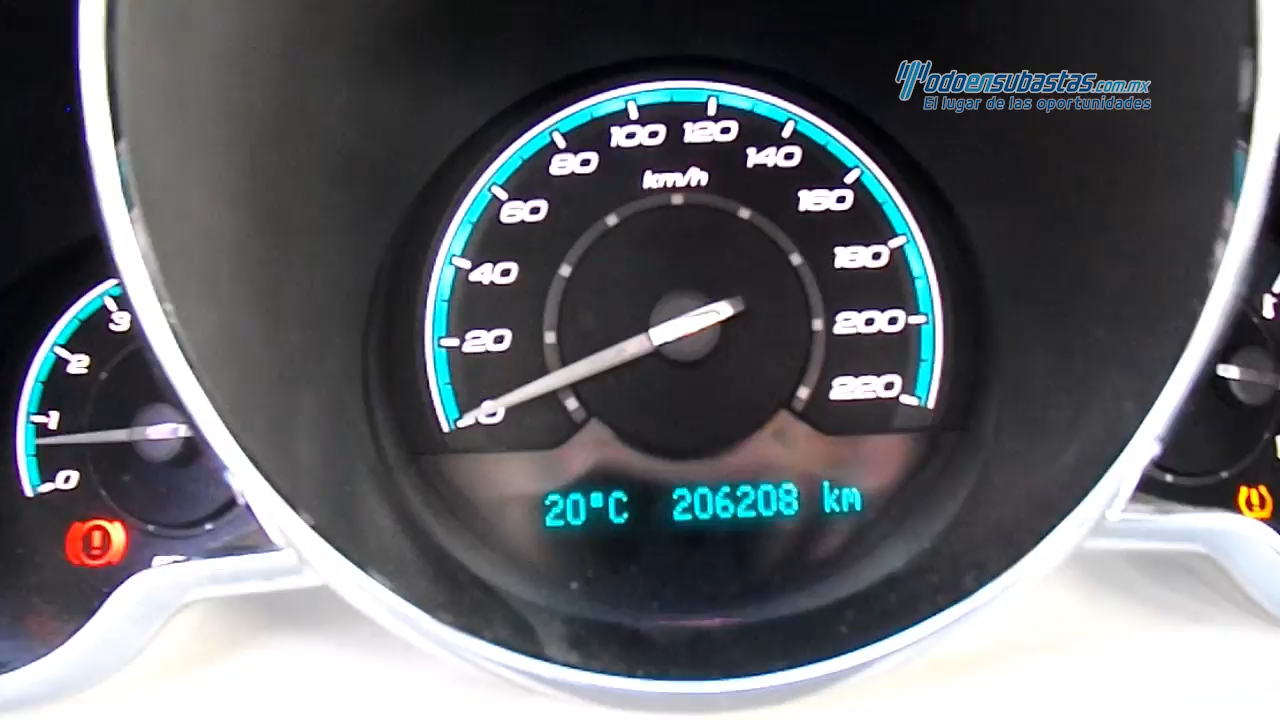 Todoensubastas.com.mx
El lugar de las oportunidades
100 120
80 140
km/h
60 160
40 180
20 200
0 220
3
2
1
0
1
20°C 206208 km